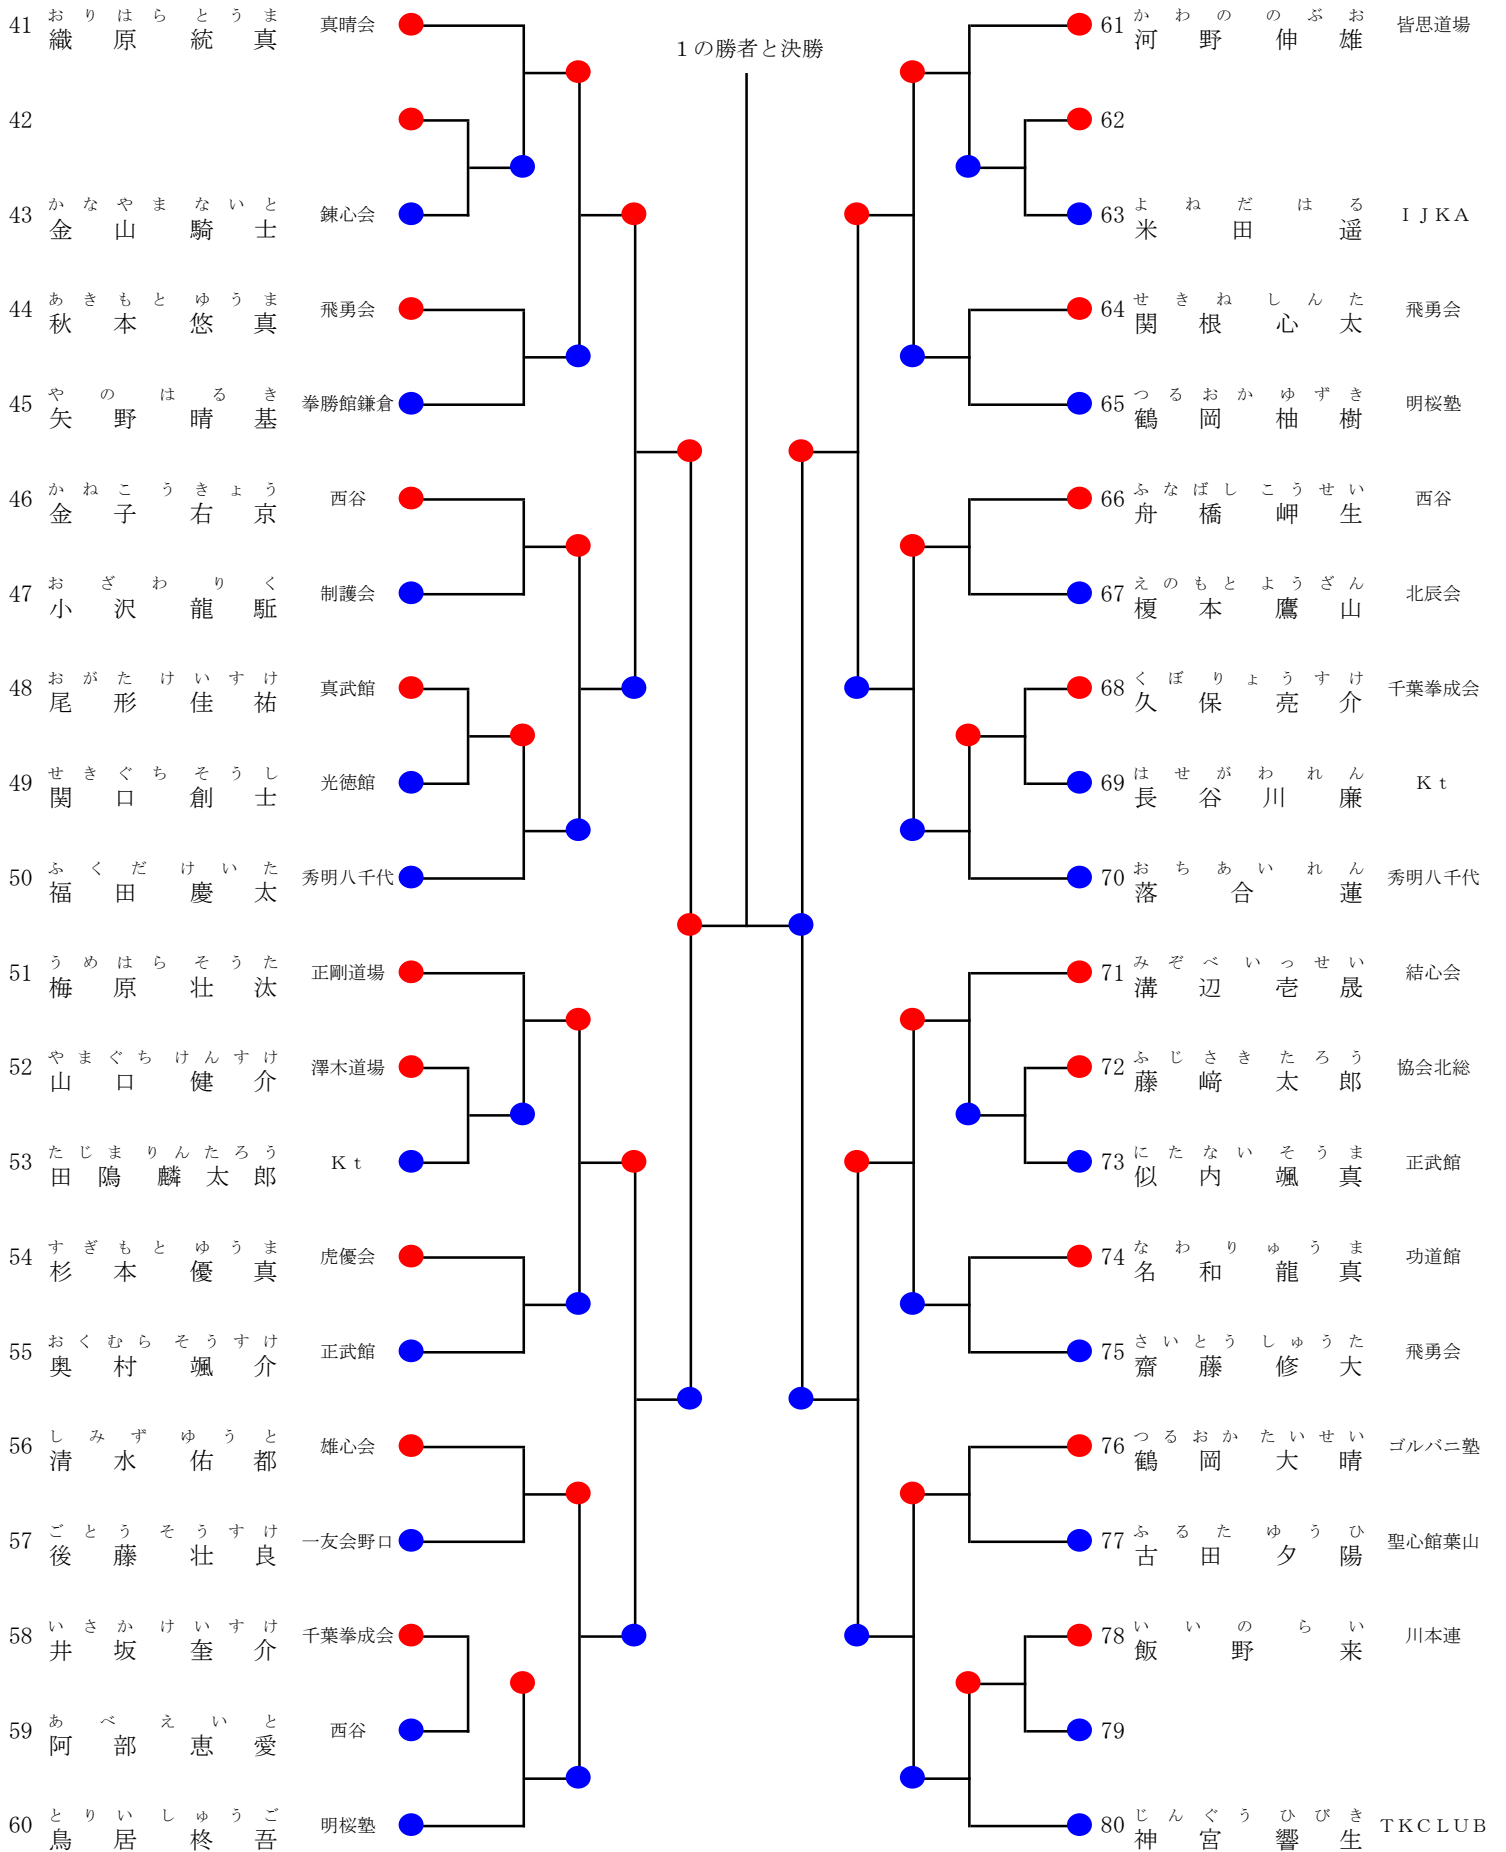 １の勝者と決勝
おりはらとうま
41 織原統真 真晴会
42
かなやまないと
43 金山騎士 錬心会
あきもとゆうま
44 秋本悠真 飛勇会
やのはるき
45 矢野晴基 拳勝館鎌倉
かねこうきょう
46 金子右京 西谷
おざわりく
47 小沢龍駈 制護会
おがたけいすけ
48 尾形佳祐 真武館
せきぐちそうし
49 関口創士 光徳館
ふくだけいた
50 福田慶太 秀明八千代
うめはらそうた
51 梅原壮汰 正剛道場
やまぐちけんすけ
52 山口健介 澤木道場
たじまりんたろう
53 田隝麟太郎 Ｋｔ
すぎもとゆうま
54 杉本優真 虎優会
おくむらそうすけ
55 奥村颯介 正武館
しみずゆうと
56 清水佑都 雄心会
ごとうそうすけ
57 後藤壮良 一友会野口
いさかけいすけ
58 井坂奎介 千葉拳成会
あべえいと
59 阿部恵愛 西谷
とりいしゅうご
60 鳥居柊吾 明桜塾
かわののぶお
61 河野伸雄 皆思道場
62
よねだはる
63 米田遥 ＩＪＫＡ
せきねしんた
64 関根心太 飛勇会
つるおかゆずき
65 鶴岡柚樹 明桜塾
ふなばしこうせい
66 舟橋岬生 西谷
えのもとようざん
67 榎本鷹山 北辰会
くぼりょうすけ
68 久保亮介 千葉拳成会
はせがわれん
69 長谷川廉 Ｋｔ
おちあいれん
70 落合蓮 秀明八千代
みぞべいっせい
71 溝辺壱晟 結心会
ふじさきたろう
72 藤﨑太郎 協会北総
にたないそうま
73 似内颯真 正武館
なわりゅうま
74 名和龍真 功道館
さいとうしゅうた
75 齋藤修大 飛勇会
つるおかたいせい
76 鶴岡大晴 ゴルバニ塾
ふるたゆうひ
77 古田夕陽 聖心館葉山
いいのらい
78 飯野来 川本連
79
じんぐうひびき
80 神宮響生 ＴＫＣＬＵＢ